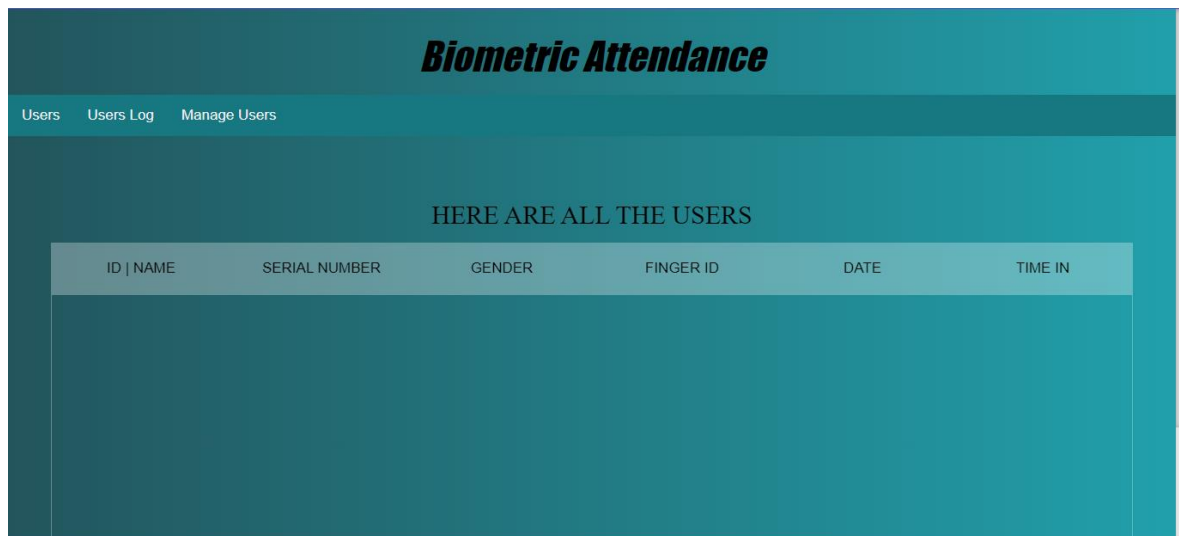 Biometric Attendance
Users Users Log Manage Users
HERE ARE ALL THE USERS
ID | NAME SERIAL NUMBER GENDER FINGER ID DATE TIME IN